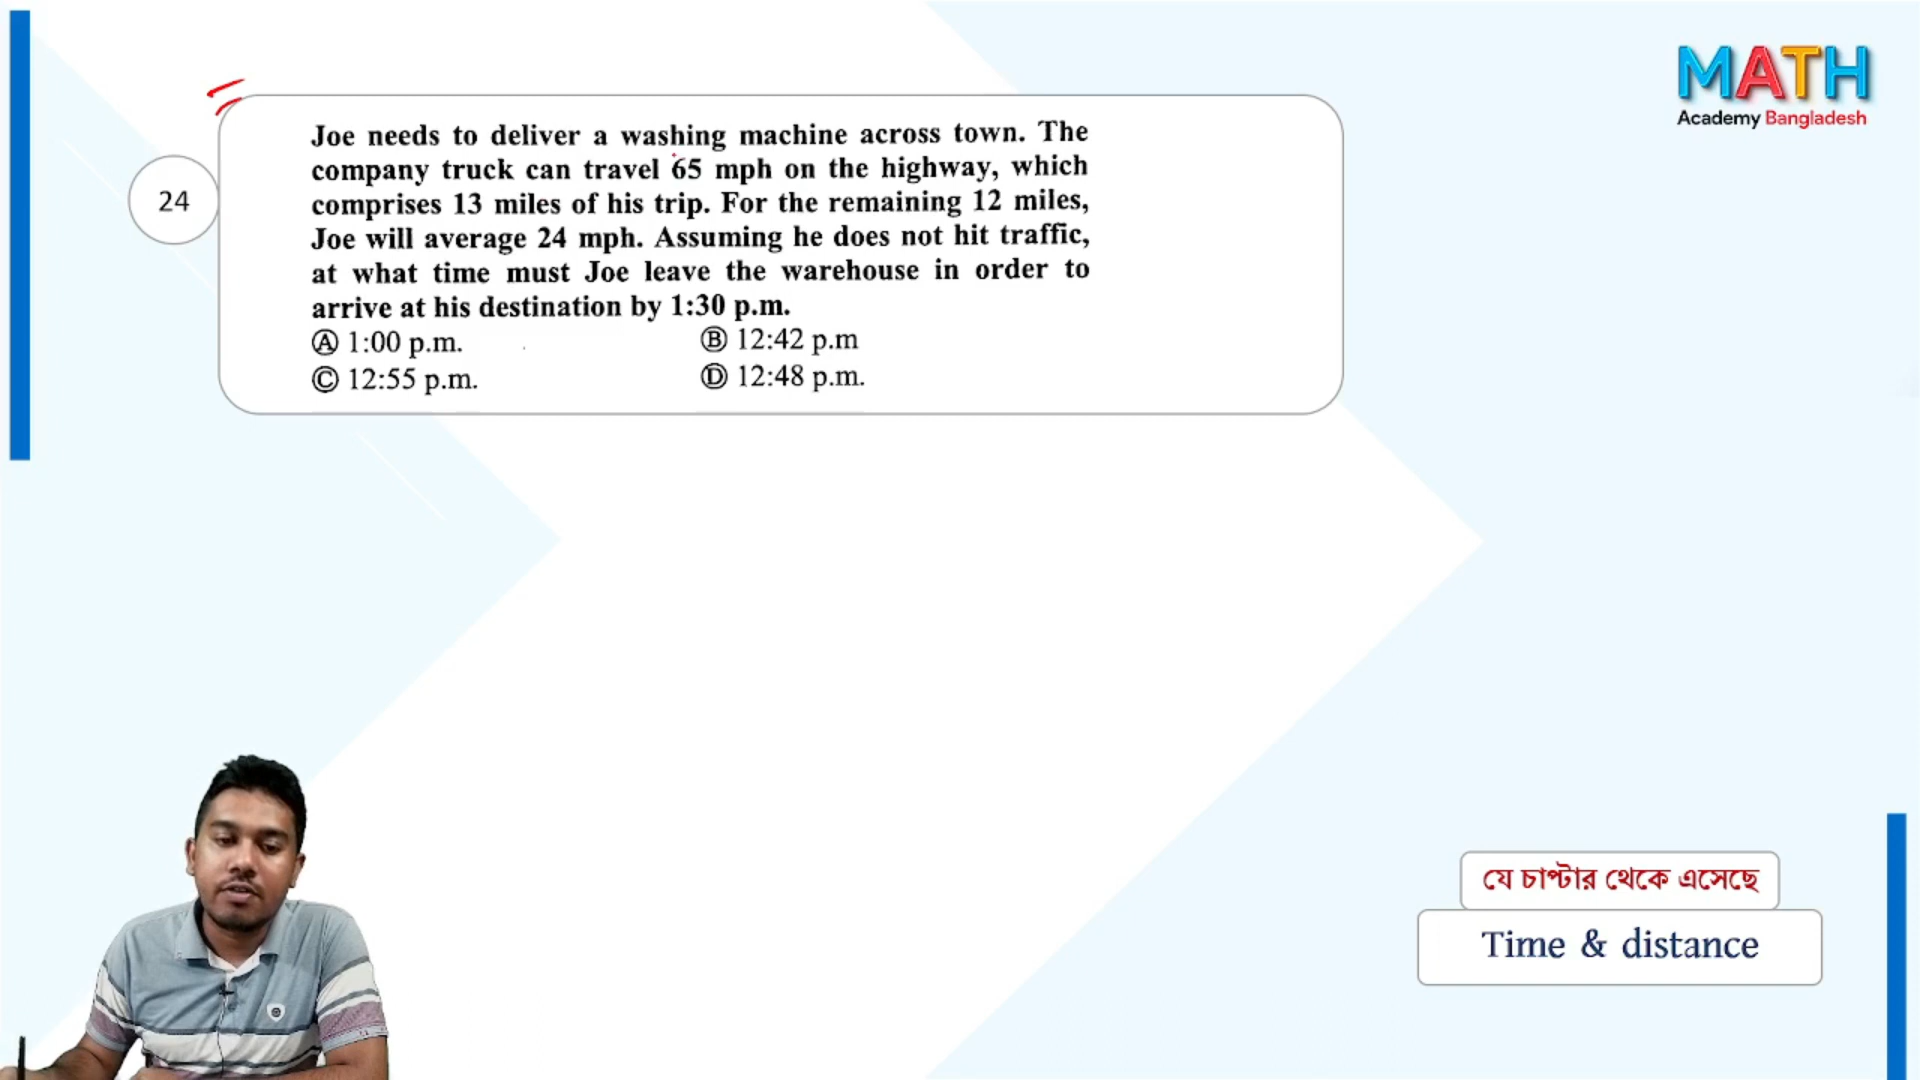 MATH
Academy Bangladesh
24
Joe needs to deliver a washing machine across town. The
company truck can travel 65 mph on the highway, which
comprises 13 miles of his trip. For the remaining 12 miles,
Joe will average 24 mph. Assuming he does not hit traffic,
at what time must Joe leave the warehouse in order to
arrive at his destination by 1:30 p.m.
Ⓐ 1:00 p.m. Ⓑ 12:42 p.m
Ⓒ 12:55 p.m. Ⓓ 12:48 p.m.
যে চাপ্টার থেকে এসেছে
Time & distance